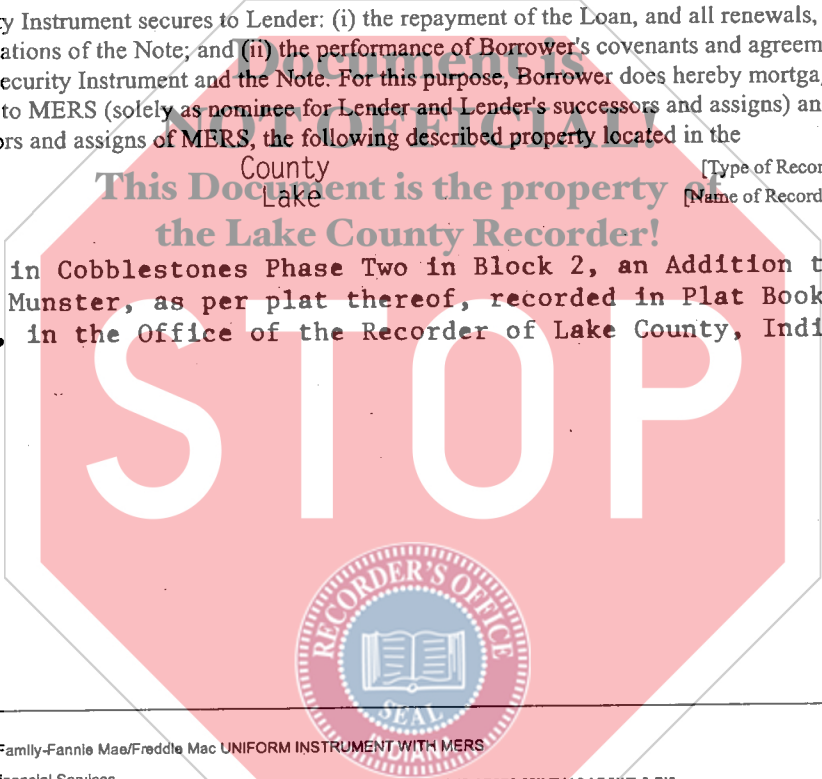 y Instrument secures to Lender: (i) the repayment of the Loan, and all renewals,
ations of the Note; and (ii) the performance of Borrower's covenants and agreem
ecurity Instrument and the Note. For this purpose, Borrower does hereby mortga
to MERS (solely as nominee for Lender and Lender's successors and assigns) an
rs and assigns of MERS, the following described property located in the
Document is
NOT OFFICIAL!
This Document is the property of
the Lake County Recorder!
County [Type of Recor
Lake [Name of Record
in Cobblestones Phase Two in Block 2, an Addition t
Munster, as per plat thereof, recorded in Plat Book
, in the Office of the Recorder of Lake County, Indi
STOP
RECORDER'S OFFICE
SEAL
INDIANA
Family-Fannie Mae/Freddie Mac UNIFORM INSTRUMENT WITH MERS